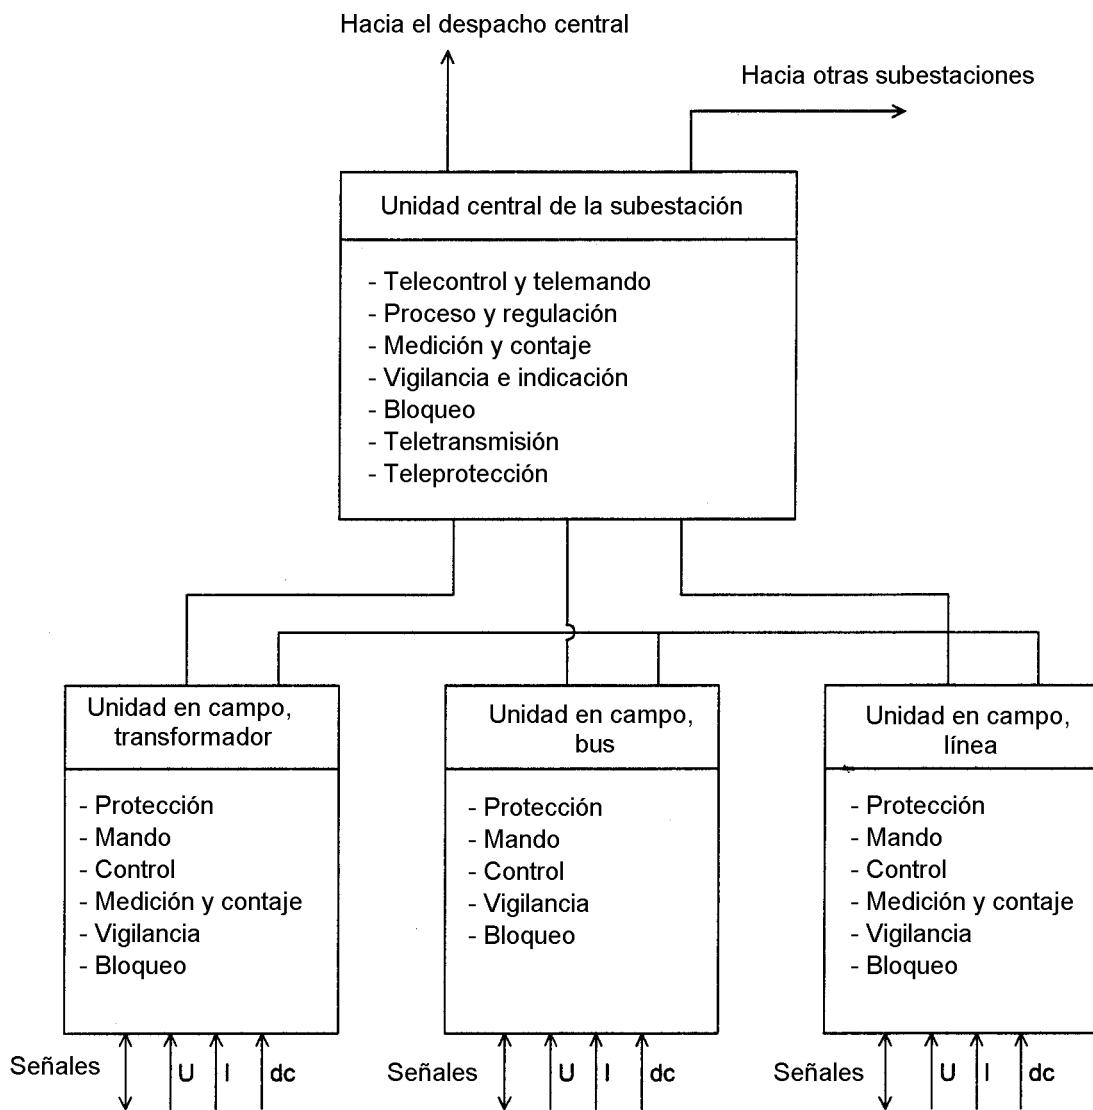 Hacia el despacho central
Hacia otras subestaciones
Unidad central de la subestación
- Telecontrol y telemando
- Proceso y regulación
- Medición y contaje
- Vigilancia e indicación
- Bloqueo
- Teletransmisión
- Teleprotección
Unidad en campo,
transformador
- Protección
- Mando
- Control
- Medición y contaje
- Vigilancia
- Bloqueo
Unidad en campo,
bus
- Protección
- Mando
- Control
- Vigilancia
- Bloqueo
Unidad en campo,
línea
- Protección
- Mando
- Control
- Medición y contaje
- Vigilancia
- Bloqueo
Señales U I dc
Señales U I dc
Señales U I dc